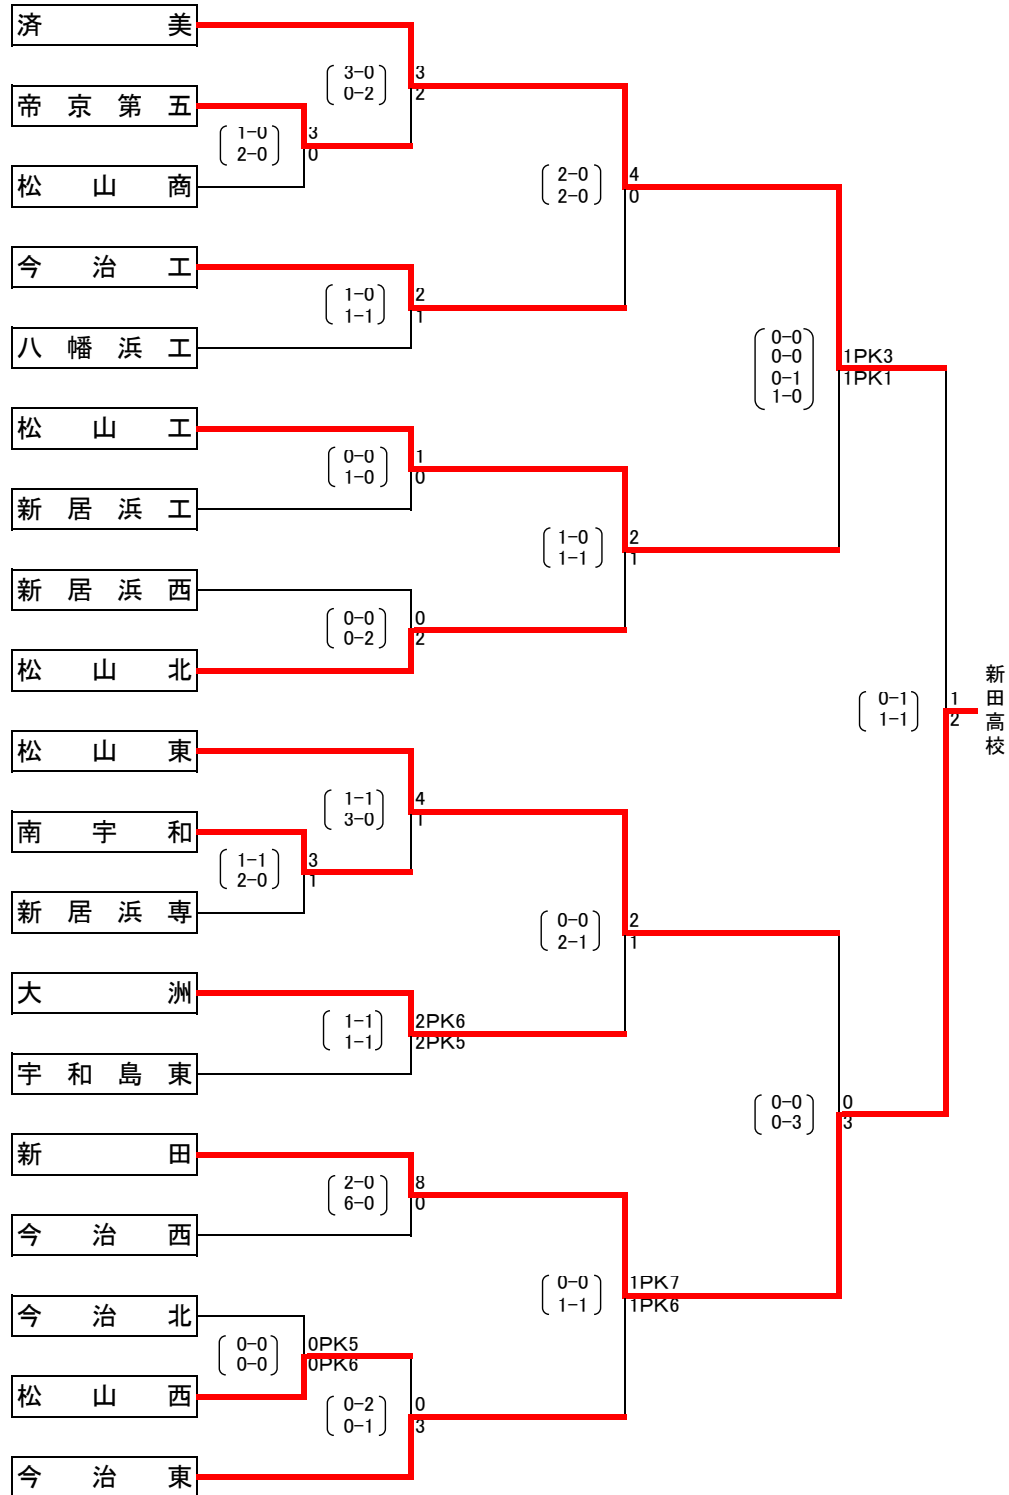 済美
3-0
0-2
3
2
帝京第五
1-0
2-0
3
0
松山商
2-0
2-0
4
0
今治工
1-0
1-1
2
1
八幡浜工
0-0
0-0
0-1
1-0
1PK3
1PK1
松山工
0-0
1-0
1
0
新居浜工
1-0
1-1
2
1
新居浜西
0-0
0-2
0
2
松山北
0-1
1-1
1
2
新田高校
松山東
1-1
3-0
4
1
南宇和
1-1
2-0
3
1
新居浜専
0-0
2-1
2
1
大洲
1-1
1-1
2PK6
2PK5
宇和島東
0-0
0-3
0
3
新田
2-0
6-0
8
0
今治西
0-0
1-1
1PK7
1PK6
今治北
0-0
0-0
0PK5
0PK6
松山西
0-2
0-1
0
3
今治東